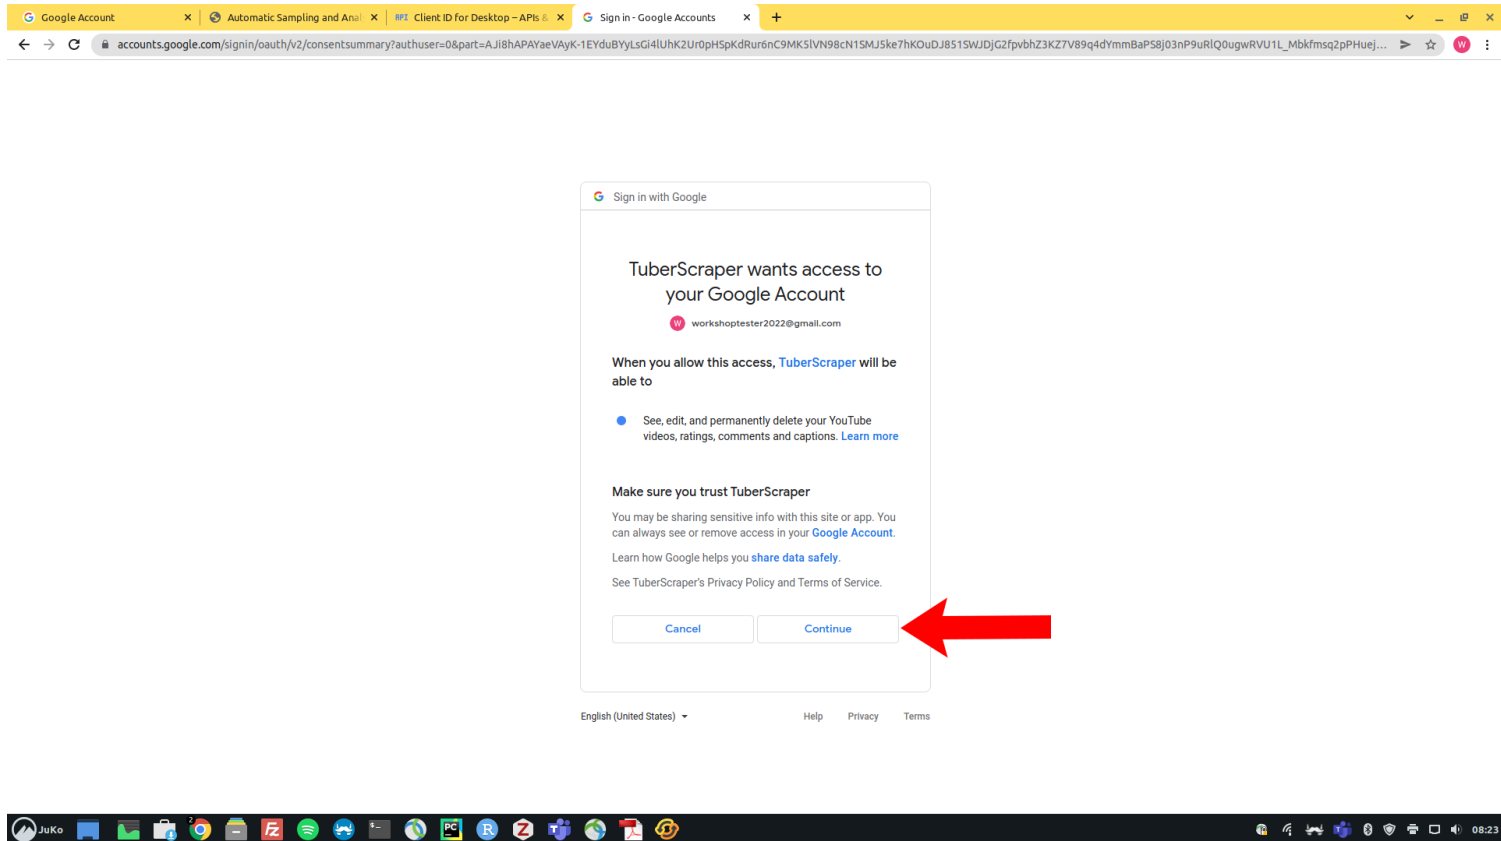 Google Account
Automatic Sampling and Anal
API Client ID for Desktop – APIs &
Sign in - Google Accounts
accounts.google.com/signin/oauth/v2/consentsummary?authuser=0&part=AJi8hAPAYaeVAyK-1EYduBYyLsGi4lUhK2Ur0pHSpKdRur6nC9MK5lVN98cN1SMJ5ke7hKOuDJ851SWJDjG2fpvbhZ3KZ7V89q4dYmmBaPS8j03nP9uRlQ0ugwRVU1L_Mbkfmsq2pPHuej...
W
G Sign in with Google
TuberScraper wants access to
your Google Account
W workshoptester2022@gmail.com
When you allow this access, TuberScraper will be
able to
See, edit, and permanently delete your YouTube
videos, ratings, comments and captions. Learn more
Make sure you trust TuberScraper
You may be sharing sensitive info with this site or app. You
can always see or remove access in your Google Account.
Learn how Google helps you share data safely.
See TuberScraper's Privacy Policy and Terms of Service.
Cancel Continue
English (United States) Help Privacy Terms
JuKo 2 Fz $_ PC R Z T 08:23